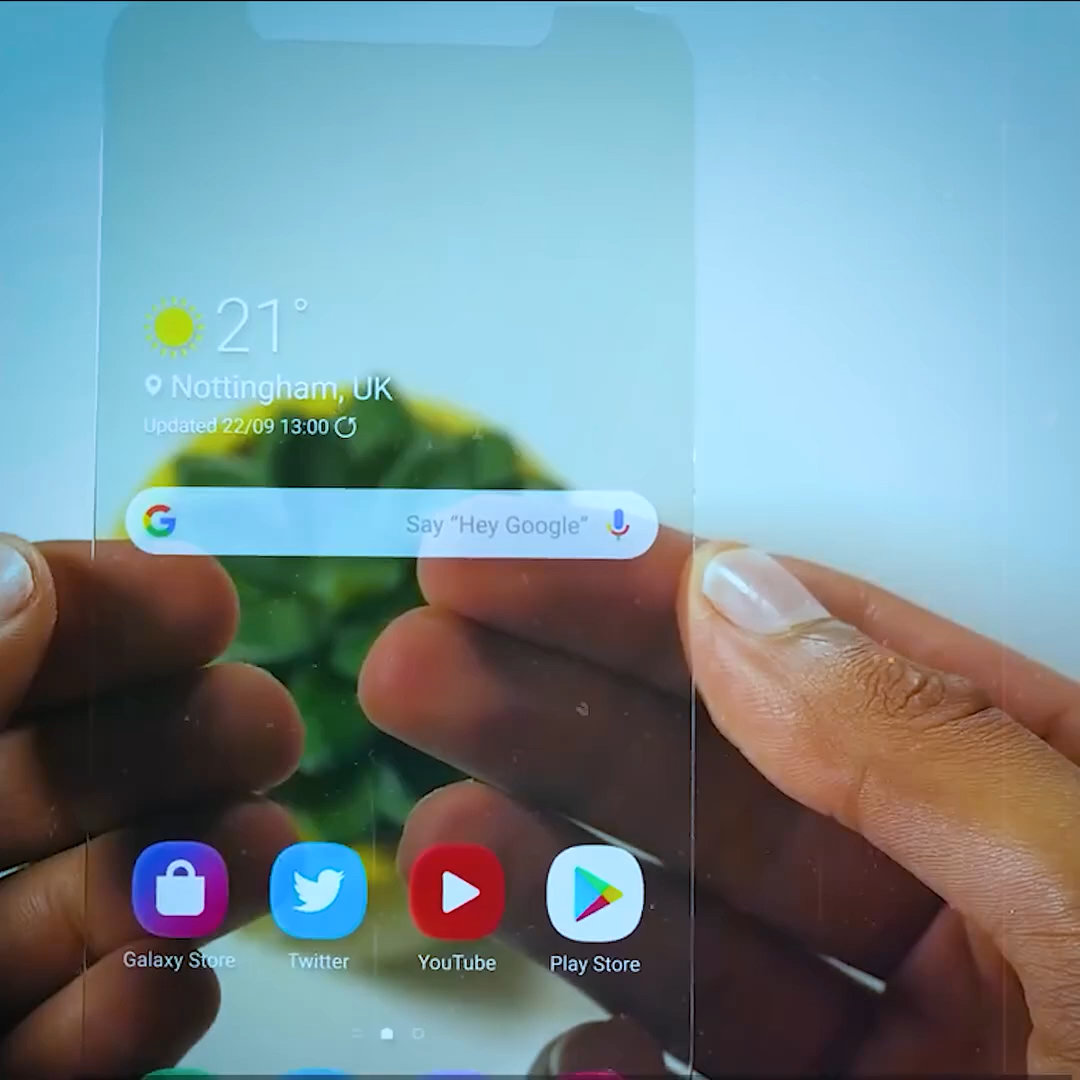 21°
Nottingham, UK
Updated 22/09 13:00
Say “Hey Google”
Galaxy Store
Twitter
YouTube
Play Store